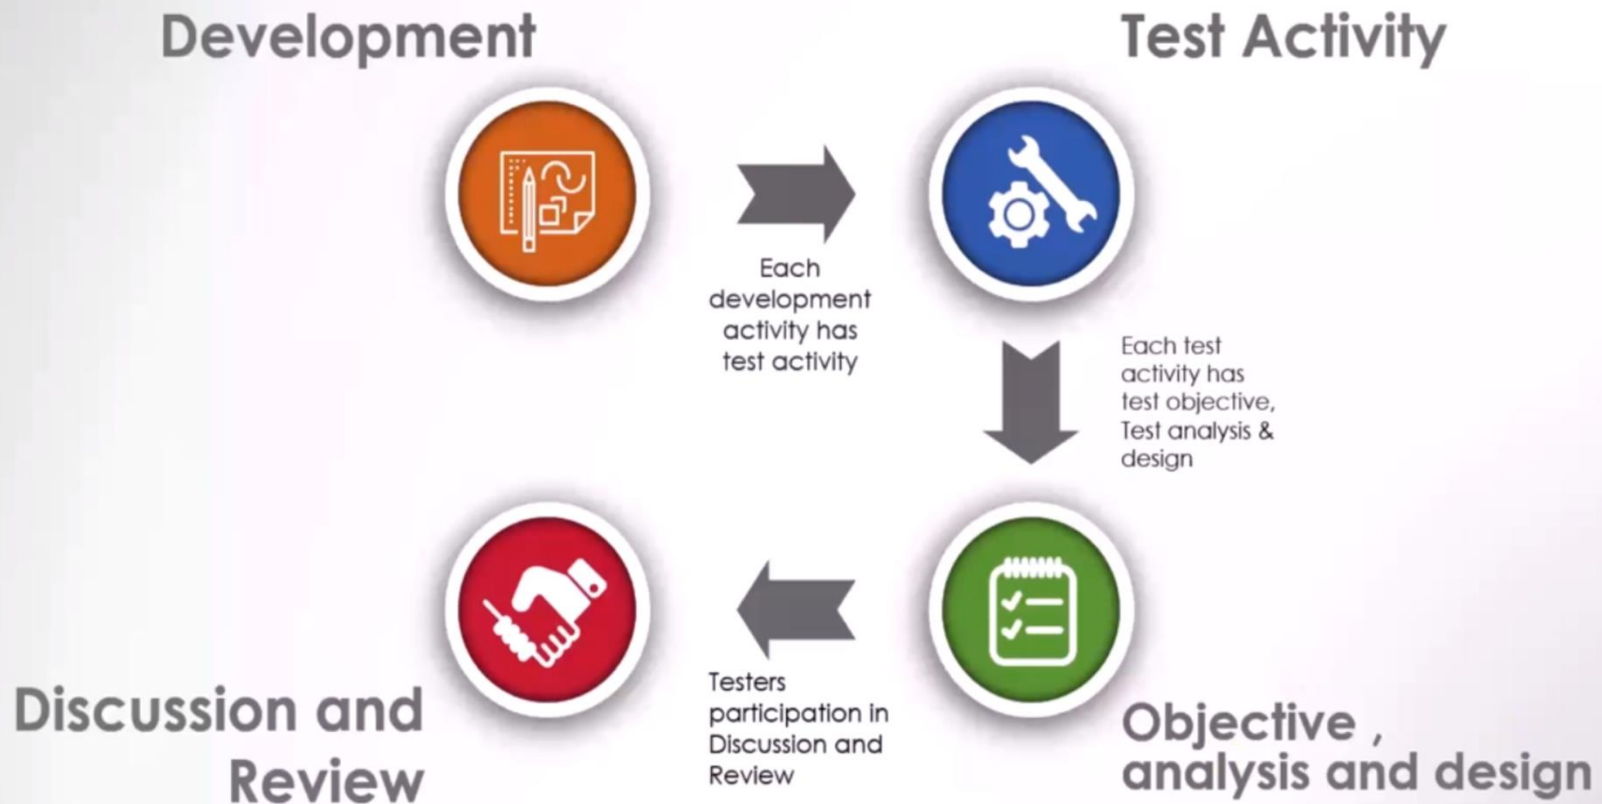 Development
Test Activity
Each
development
activity has
test activity
Each test
activity has
test objective,
Test analysis &
design
Discussion and
Review
Testers
participation in
Discussion and
Review
Objective ,
analysis and design